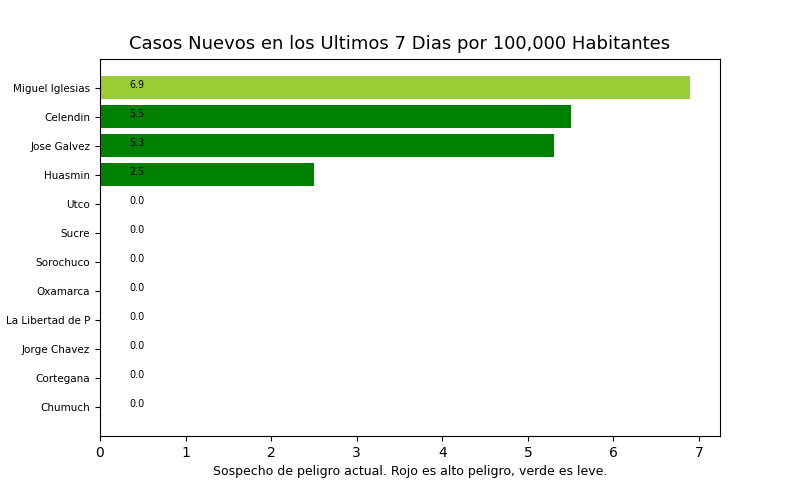 Casos Nuevos en los Ultimos 7 Dias por 100,000 Habitantes
Miguel Iglesias 6.9
Celendin 5.5
Jose Galvez 5.3
Huasmin 2.5
Utco 0.0
Sucre 0.0
Sorochuco 0.0
Oxamarca 0.0
La Libertad de P 0.0
Jorge Chavez 0.0
Cortegana 0.0
Chumuch 0.0
0 1 2 3 4 5 6 7
Sospecho de peligro actual. Rojo es alto peligro, verde es leve.